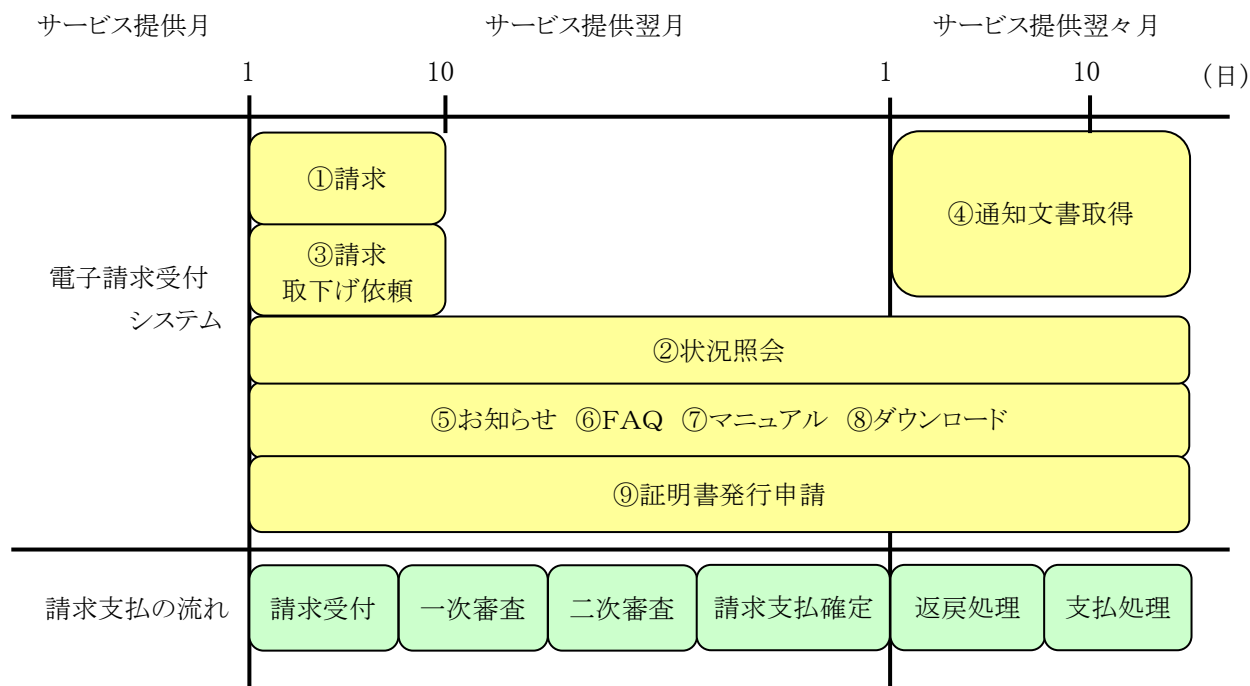 サービス提供月 サービス提供翌月 サービス提供翌々月
1 10 1 10 (日)
①請求
④通知文書取得
③請求
取下げ依頼
電子請求受付
システム
②状況照会
⑤お知らせ ⑥FAQ ⑦マニュアル ⑧ダウンロード
⑨証明書発行申請
請求支払の流れ 請求受付 一次審査 二次審査 請求支払確定 返戻処理 支払処理